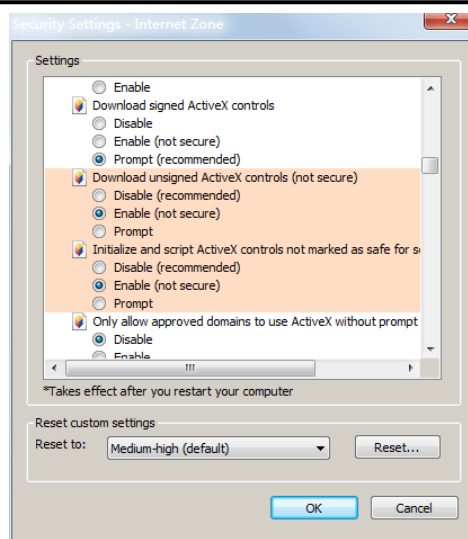 Security Settings - Internet Zone
Settings
Enable
Download signed ActiveX controls
Disable
Enable (not secure)
Prompt (recommended)
Download unsigned ActiveX controls (not secure)
Disable (recommended)
Enable (not secure)
Prompt
Initialize and script ActiveX controls not marked as safe for
Disable (recommended)
Enable (not secure)
Prompt
Only allow approved domains to use ActiveX without prompt
Disable
Enable
*Takes effect after you restart your computer
Reset custom settings
Reset to: Medium-high (default) Reset...
OK Cancel